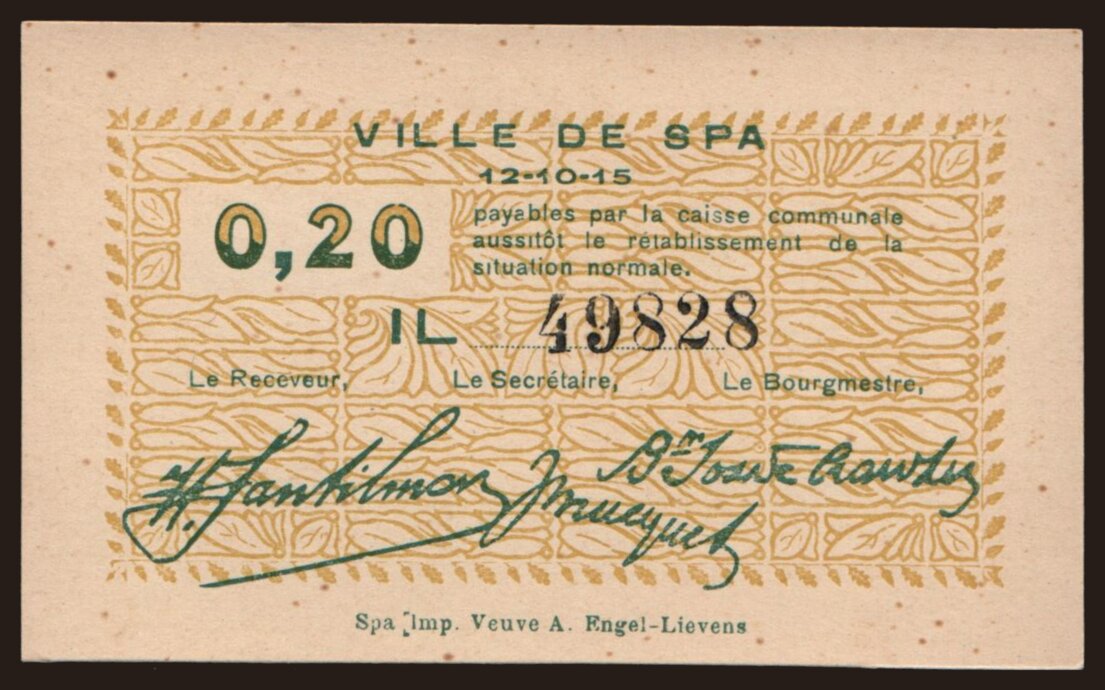 VILLE DE SPA
12-10-15
0,20
payables par la caisse communale
aussitôt le rétablissement de la
situation normale.
IL 49828
Le Receveur, Le Secrétaire, Le Bourgmestre,
Spa Imp. Veuve A. Engel-Lievens